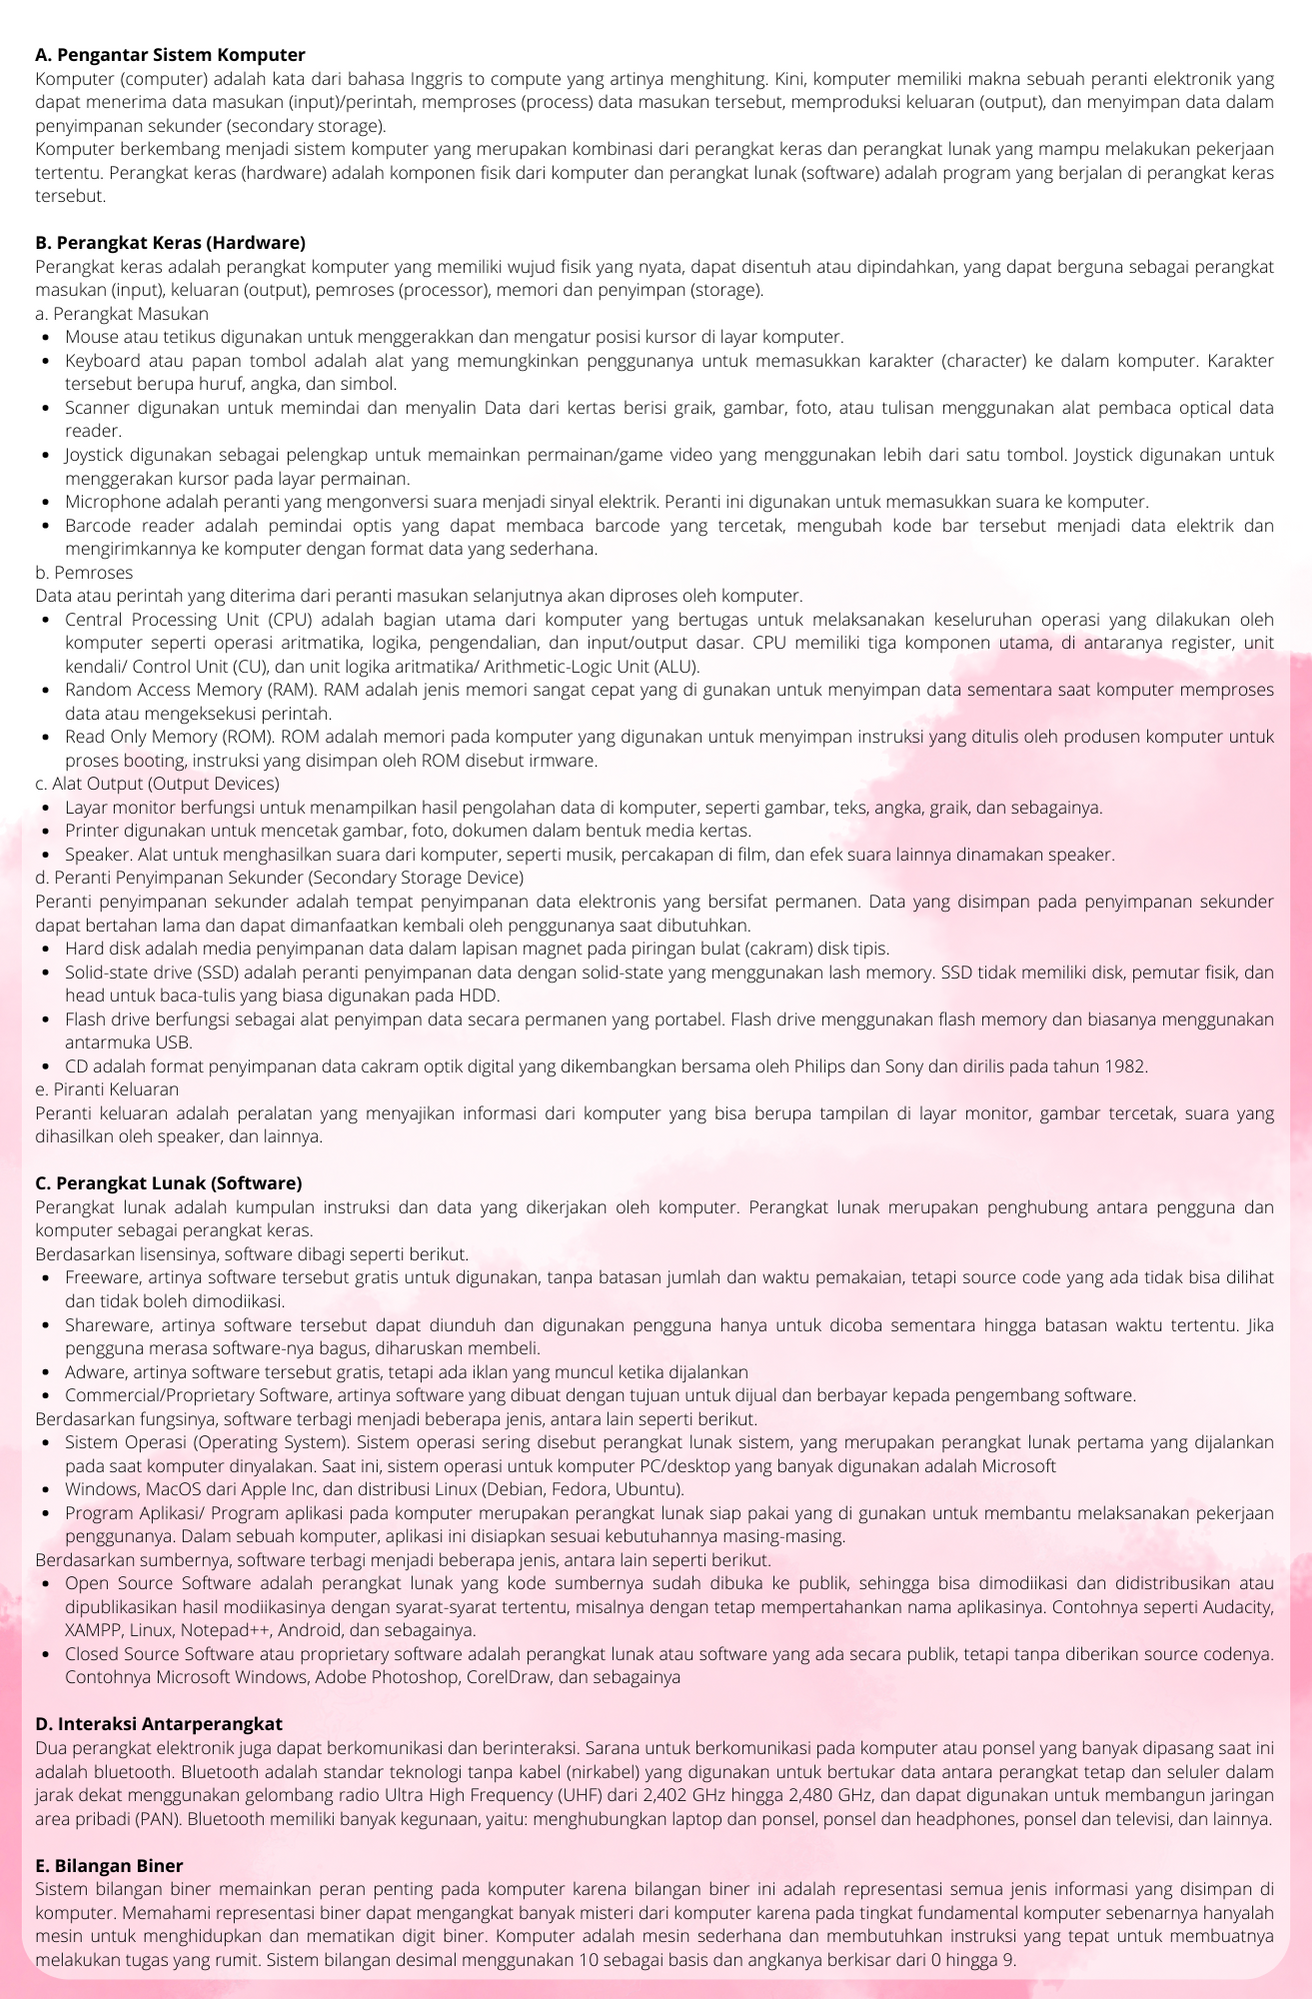 A. Pengantar Sistem Komputer
Komputer (computer) adalah kata dari bahasa Inggris to compute yang artinya menghitung. Kini, komputer memiliki makna sebuah peranti elektronik yang
dapat menerima data masukan (input)/perintah, memproses (process) data masukan tersebut, memproduksi keluaran (output), dan menyimpan data dalam
penyimpanan sekunder (secondary storage).
Komputer berkembang menjadi sistem komputer yang merupakan kombinasi dari perangkat keras dan perangkat lunak yang mampu melakukan pekerjaan
tertentu. Perangkat keras (hardware) adalah komponen fisik dari komputer dan perangkat lunak (software) adalah program yang berjalan di perangkat keras
tersebut.
B. Perangkat Keras (Hardware)
Perangkat keras adalah perangkat komputer yang memiliki wujud fisik yang nyata, dapat disentuh atau dipindahkan, yang dapat berguna sebagai perangkat
masukan (input), keluaran (output), pemroses (processor), memori dan penyimpan (storage).
a. Perangkat Masukan
• Mouse atau tetikus digunakan untuk menggerakkan dan mengatur posisi kursor di layar komputer.
• Keyboard atau papan tombol adalah alat yang memungkinkan penggunanya untuk memasukkan karakter (character) ke dalam komputer. Karakter
tersebut berupa huruf, angka, dan simbol.
• Scanner digunakan untuk memindai dan menyalin Data dari kertas berisi graik, gambar, foto, atau tulisan menggunakan alat pembaca optical data
reader.
• Joystick digunakan sebagai pelengkap untuk memainkan permainan/game video yang menggunakan lebih dari satu tombol. Joystick digunakan untuk
menggerakan kursor pada layar permainan.
• Microphone adalah peranti yang mengonversi suara menjadi sinyal elektrik. Peranti ini digunakan untuk memasukkan suara ke komputer.
• Barcode reader adalah pemindai optis yang dapat membaca barcode yang tercetak, mengubah kode bar tersebut menjadi data elektrik dan
mengirimkannya ke komputer dengan format data yang sederhana.
b. Pemroses
Data atau perintah yang diterima dari peranti masukan selanjutnya akan diproses oleh komputer.
• Central Processing Unit (CPU) adalah bagian utama dari komputer yang bertugas untuk melaksanakan keseluruhan operasi yang dilakukan oleh
komputer seperti operasi aritmatika, logika, pengendalian, dan input/output dasar. CPU memiliki tiga komponen utama, di antaranya register, unit
kendali/ Control Unit (CU), dan unit logika aritmatika/ Arithmetic-Logic Unit (ALU).
• Random Access Memory (RAM). RAM adalah jenis memori sangat cepat yang di gunakan untuk menyimpan data sementara saat komputer memproses
data atau mengeksekusi perintah.
• Read Only Memory (ROM). ROM adalah memori pada komputer yang digunakan untuk menyimpan instruksi yang ditulis oleh produsen komputer untuk
proses booting, instruksi yang disimpan oleh ROM disebut irmware.
c. Alat Output (Output Devices)
• Layar monitor berfungsi untuk menampilkan hasil pengolahan data di komputer, seperti gambar, teks, angka, graik, dan sebagainya.
• Printer digunakan untuk mencetak gambar, foto, dokumen dalam bentuk media kertas.
• Speaker. Alat untuk menghasilkan suara dari komputer, seperti musik, percakapan di film, dan efek suara lainnya dinamakan speaker.
d. Peranti Penyimpanan Sekunder (Secondary Storage Device)
Peranti penyimpanan sekunder adalah tempat penyimpanan data elektronis yang bersifat permanen. Data yang disimpan pada penyimpanan sekunder
dapat bertahan lama dan dapat dimanfaatkan kembali oleh penggunanya saat dibutuhkan.
• Hard disk adalah media penyimpanan data dalam lapisan magnet pada piringan bulat (cakram) disk tipis.
• Solid-state drive (SSD) adalah peranti penyimpanan data dengan solid-state yang menggunakan lash memory. SSD tidak memiliki disk, pemutar fisik, dan
head untuk baca-tulis yang biasa digunakan pada HDD.
• Flash drive berfungsi sebagai alat penyimpan data secara permanen yang portabel. Flash drive menggunakan flash memory dan biasanya menggunakan
antarmuka USB.
• CD adalah format penyimpanan data cakram optik digital yang dikembangkan bersama oleh Philips dan Sony dan dirilis pada tahun 1982.
e. Piranti Keluaran
Peranti keluaran adalah peralatan yang menyajikan informasi dari komputer yang bisa berupa tampilan di layar monitor, gambar tercetak, suara yang
dihasilkan oleh speaker, dan lainnya.
C. Perangkat Lunak (Software)
Perangkat lunak adalah kumpulan instruksi dan data yang dikerjakan oleh komputer. Perangkat lunak merupakan penghubung antara pengguna dan
komputer sebagai perangkat keras.
Berdasarkan lisensinya, software dibagi seperti berikut.
• Freeware, artinya software tersebut gratis untuk digunakan, tanpa batasan jumlah dan waktu pemakaian, tetapi source code yang ada tidak bisa dilihat
dan tidak boleh dimodiikasi.
• Shareware, artinya software tersebut dapat diunduh dan digunakan pengguna hanya untuk dicoba sementara hingga batasan waktu tertentu. Jika
pengguna merasa software-nya bagus, diharuskan membeli.
• Adware, artinya software tersebut gratis, tetapi ada iklan yang muncul ketika dijalankan
• Commercial/Proprietary Software, artinya software yang dibuat dengan tujuan untuk dijual dan berbayar kepada pengembang software.
Berdasarkan fungsinya, software terbagi menjadi beberapa jenis, antara lain seperti berikut.
• Sistem Operasi (Operating System). Sistem operasi sering disebut perangkat lunak sistem, yang merupakan perangkat lunak pertama yang dijalankan
pada saat komputer dinyalakan. Saat ini, sistem operasi untuk komputer PC/desktop yang banyak digunakan adalah Microsoft
• Windows, MacOS dari Apple Inc, dan distribusi Linux (Debian, Fedora, Ubuntu).
• Program Aplikasi/ Program aplikasi pada komputer merupakan perangkat lunak siap pakai yang di gunakan untuk membantu melaksanakan pekerjaan
penggunanya. Dalam sebuah komputer, aplikasi ini disiapkan sesuai kebutuhannya masing-masing.
Berdasarkan sumbernya, software terbagi menjadi beberapa jenis, antara lain seperti berikut.
• Open Source Software adalah perangkat lunak yang kode sumbernya sudah dibuka ke publik, sehingga bisa dimodiikasi dan didistribusikan atau
dipublikasikan hasil modiikasinya dengan syarat-syarat tertentu, misalnya dengan tetap mempertahankan nama aplikasinya. Contohnya seperti Audacity,
XAMPP, Linux, Notepad++, Android, dan sebagainya.
• Closed Source Software atau proprietary software adalah perangkat lunak atau software yang ada secara publik, tetapi tanpa diberikan source codenya.
Contohnya Microsoft Windows, Adobe Photoshop, CorelDraw, dan sebagainya
D. Interaksi Antarperangkat
Dua perangkat elektronik juga dapat berkomunikasi dan berinteraksi. Sarana untuk berkomunikasi pada komputer atau ponsel yang banyak dipasang saat ini
adalah bluetooth. Bluetooth adalah standar teknologi tanpa kabel (nirkabel) yang digunakan untuk bertukar data antara perangkat tetap dan seluler dalam
jarak dekat menggunakan gelombang radio Ultra High Frequency (UHF) dari 2,402 GHz hingga 2,480 GHz, dan dapat digunakan untuk membangun jaringan
area pribadi (PAN). Bluetooth memiliki banyak kegunaan, yaitu: menghubungkan laptop dan ponsel, ponsel dan headphones, ponsel dan televisi, dan lainnya.
E. Bilangan Biner
Sistem bilangan biner memainkan peran penting pada komputer karena bilangan biner ini adalah representasi semua jenis informasi yang disimpan di
komputer. Memahami representasi biner dapat mengangkat banyak misteri dari komputer karena pada tingkat fundamental komputer sebenarnya hanyalah
mesin untuk menghidupkan dan mematikan digit biner. Komputer adalah mesin sederhana dan membutuhkan instruksi yang tepat untuk membuatnya
melakukan tugas yang rumit. Sistem bilangan desimal menggunakan 10 sebagai basis dan angkanya berkisar dari 0 hingga 9.